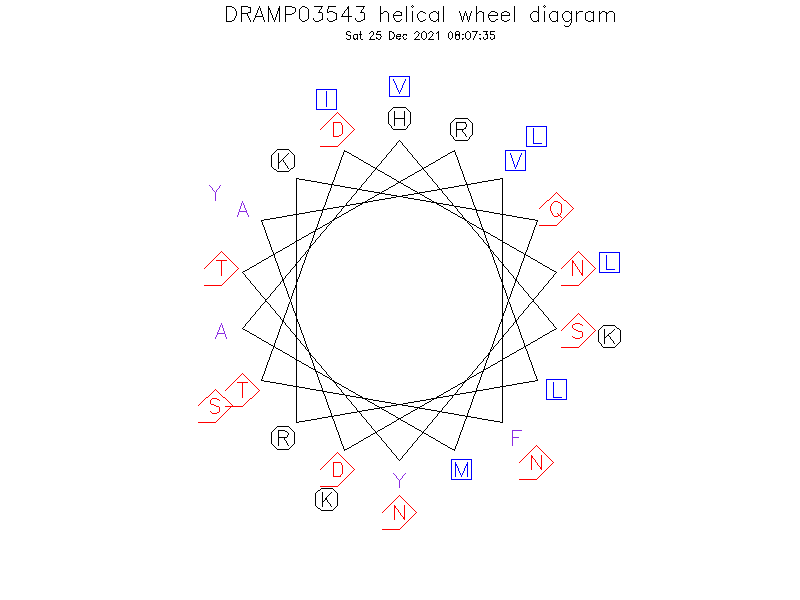 DRAMP03543 helical wheel diagram
Sat 25 Dec 2021 08:07:35
V
I
H
D
R
L
K
V
Y
A
Q
T
N
L
A
S
K
T
L
S
R
F
D
M
N
Y
K
N